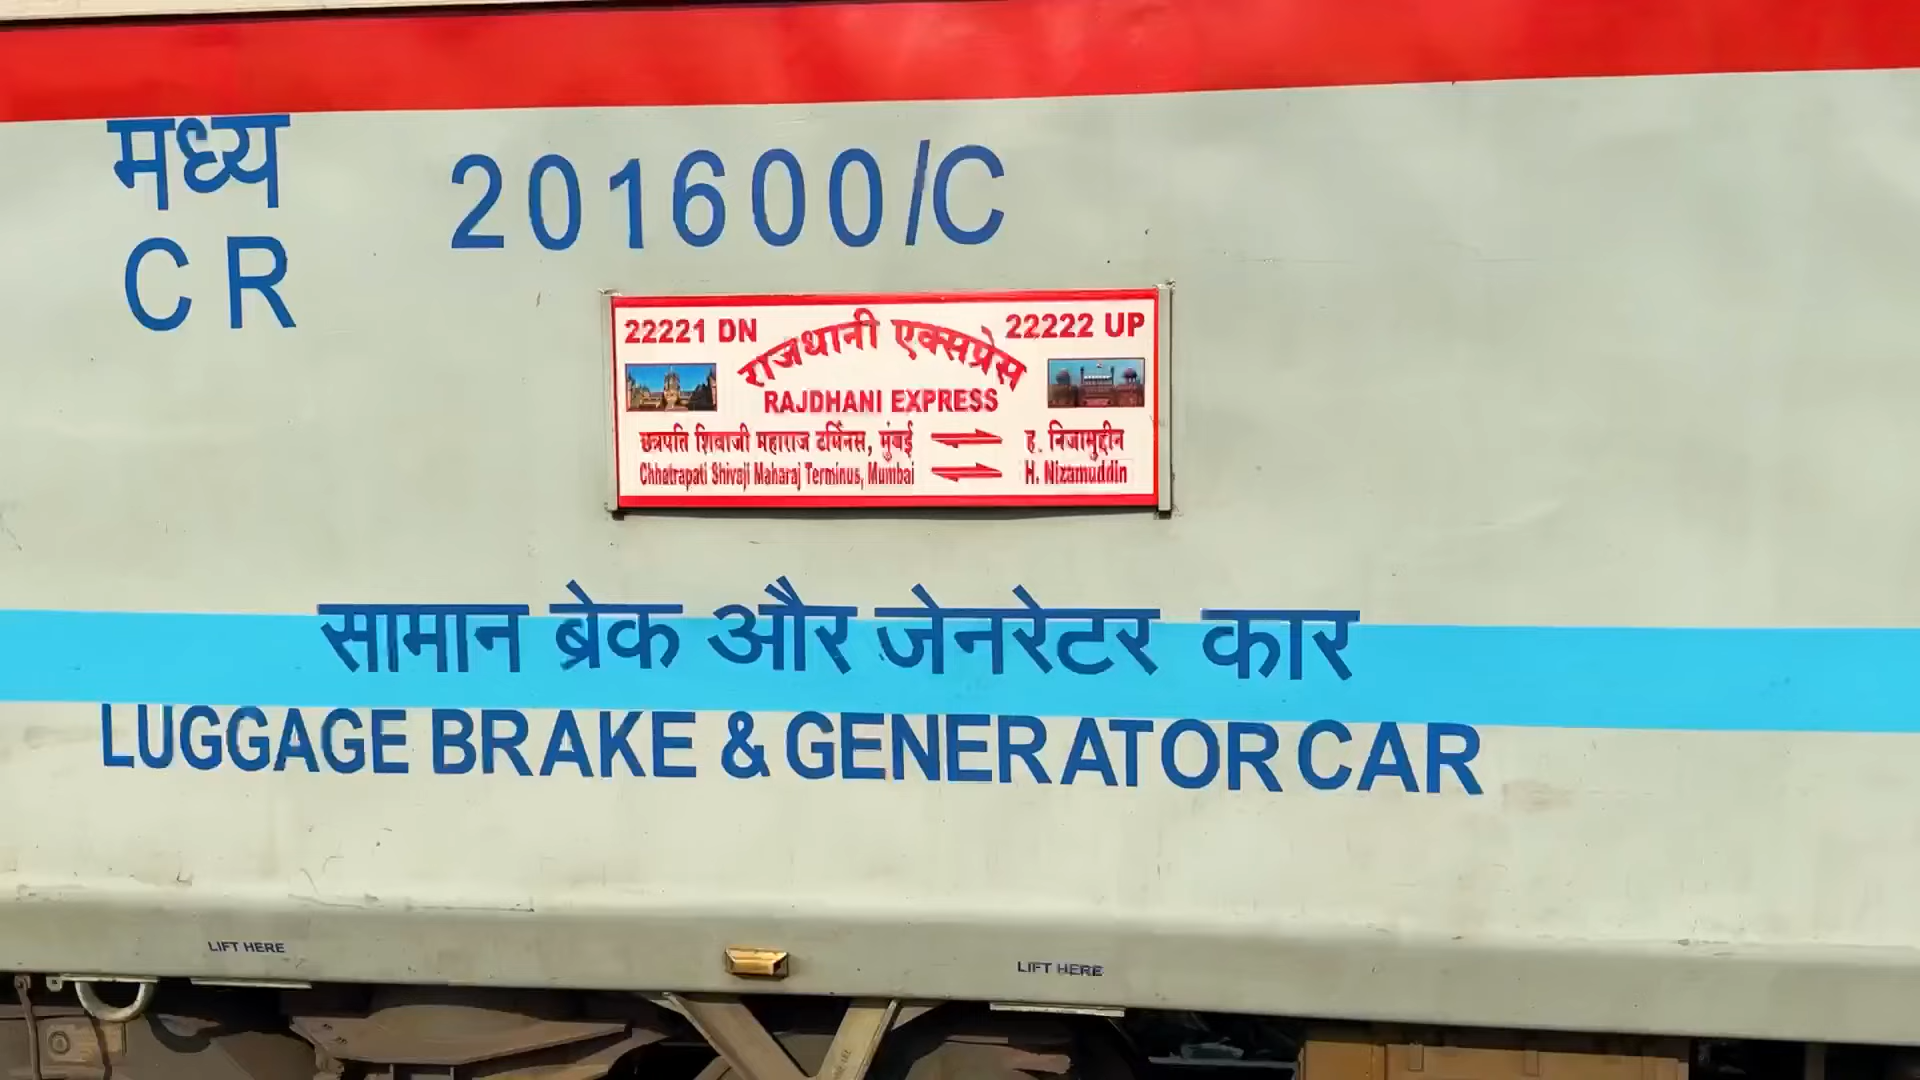 मध्य
CR
201600/C
22221 DN
राजधानी एक्सप्रेस
22222 UP
RAJDHANI EXPRESS
छत्रपति शिवाजी महाराज टर्मिनस, मुंबई
ह. निजामुद्दीन
Chhatrapati Shivaji Maharaj Terminus, Mumbai
H. Nizamuddin
सामान ब्रेक और जेनरेटर कार
LUGGAGE BRAKE & GENERATOR CAR
LIFT HERE
LIFT HERE